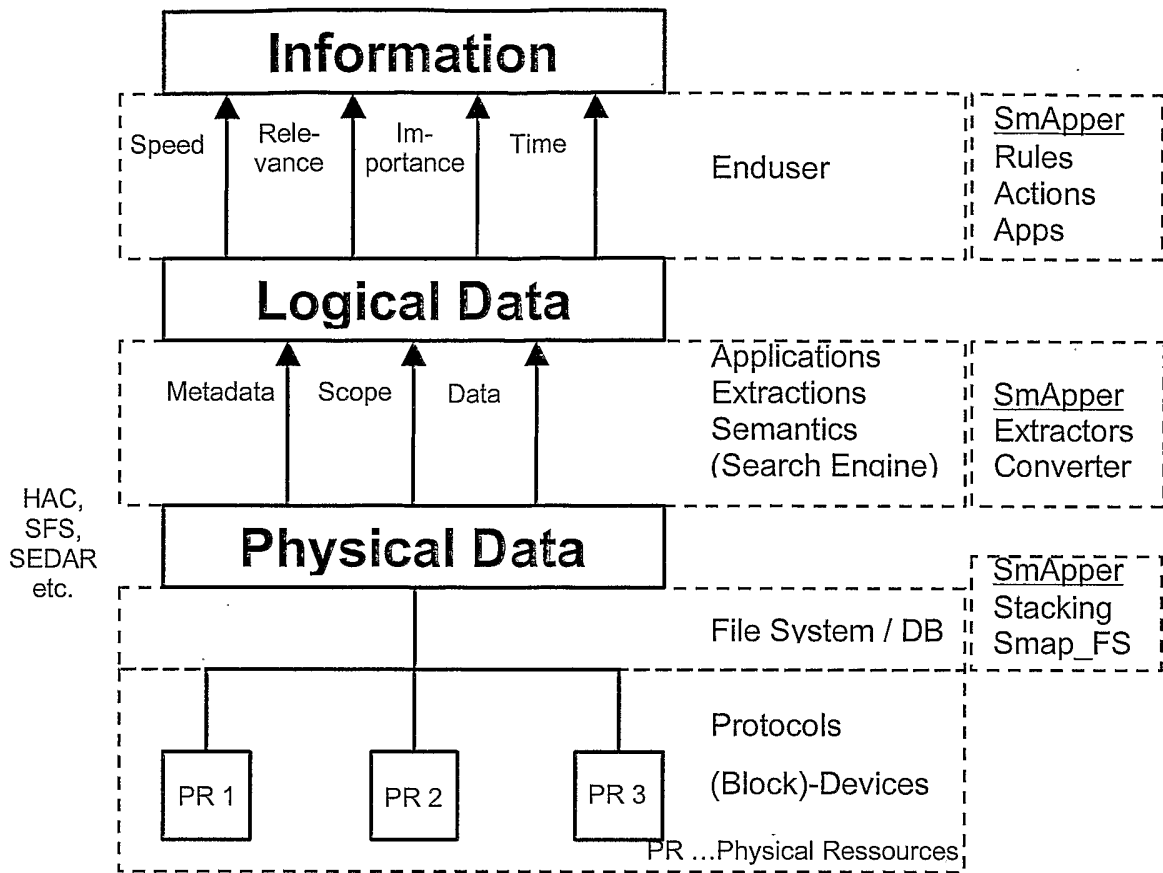 Information
Speed
Rele-
vance
Im-
portance
Time
Enduser
SmApper
Rules
Actions
Apps
Logical Data
Metadata
Scope
Data
Applications
Extractions
Semantics
(Search Engine)
SmApper
Extractors
Converter
HAC,
SFS,
SEDAR
etc.
Physical Data
File System / DB
SmApper
Stacking
Smap_FS
Protocols
(Block)-Devices
PR 1
PR 2
PR 3
PR ...Physical Ressources